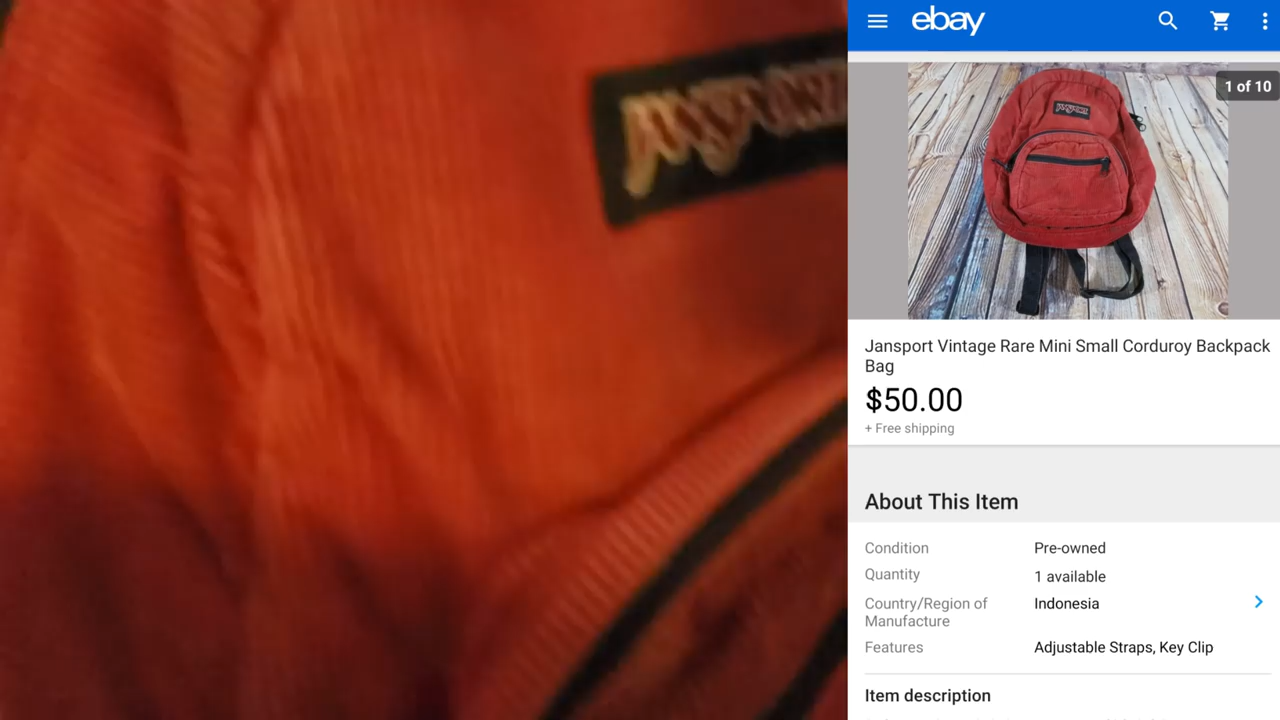 JANSPORT
ebay
1 of 10
Jansport Vintage Rare Mini Small Corduroy Backpack
Bag
$50.00
+ Free shipping
About This Item
Condition Pre-owned
Quantity 1 available
Country/Region of Indonesia
Manufacture
Features Adjustable Straps, Key Clip
Item description